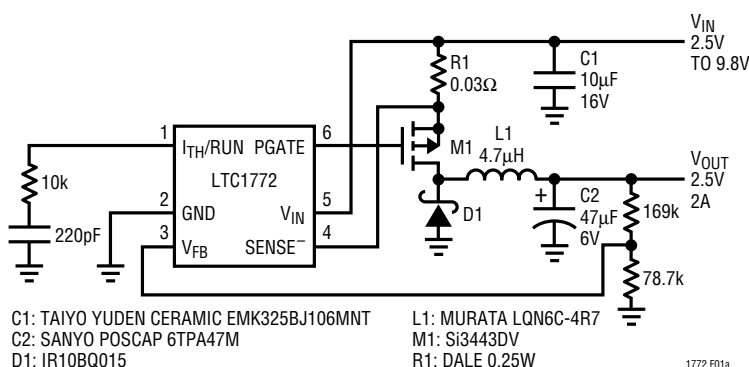 V_IN
2.5V
TO 9.8V
R1
0.03Ω
C1
10µF
16V
1
I_TH/RUN PGATE
6
M1
L1
4.7µH
V_OUT
2.5V
2A
10k
LTC1772
2
GND
V_IN
5
D1
+
C2
47µF
6V
169k
220pF
3
V_FB
SENSE⁻
4
78.7k
C1: TAIYO YUDEN CERAMIC EMK325BJ106MNT
C2: SANYO POSCAP 6TPA47M
D1: IR10BQ015
L1: MURATA LQN6C-4R7
M1: Si3443DV
R1: DALE 0.25W
1772 F01a